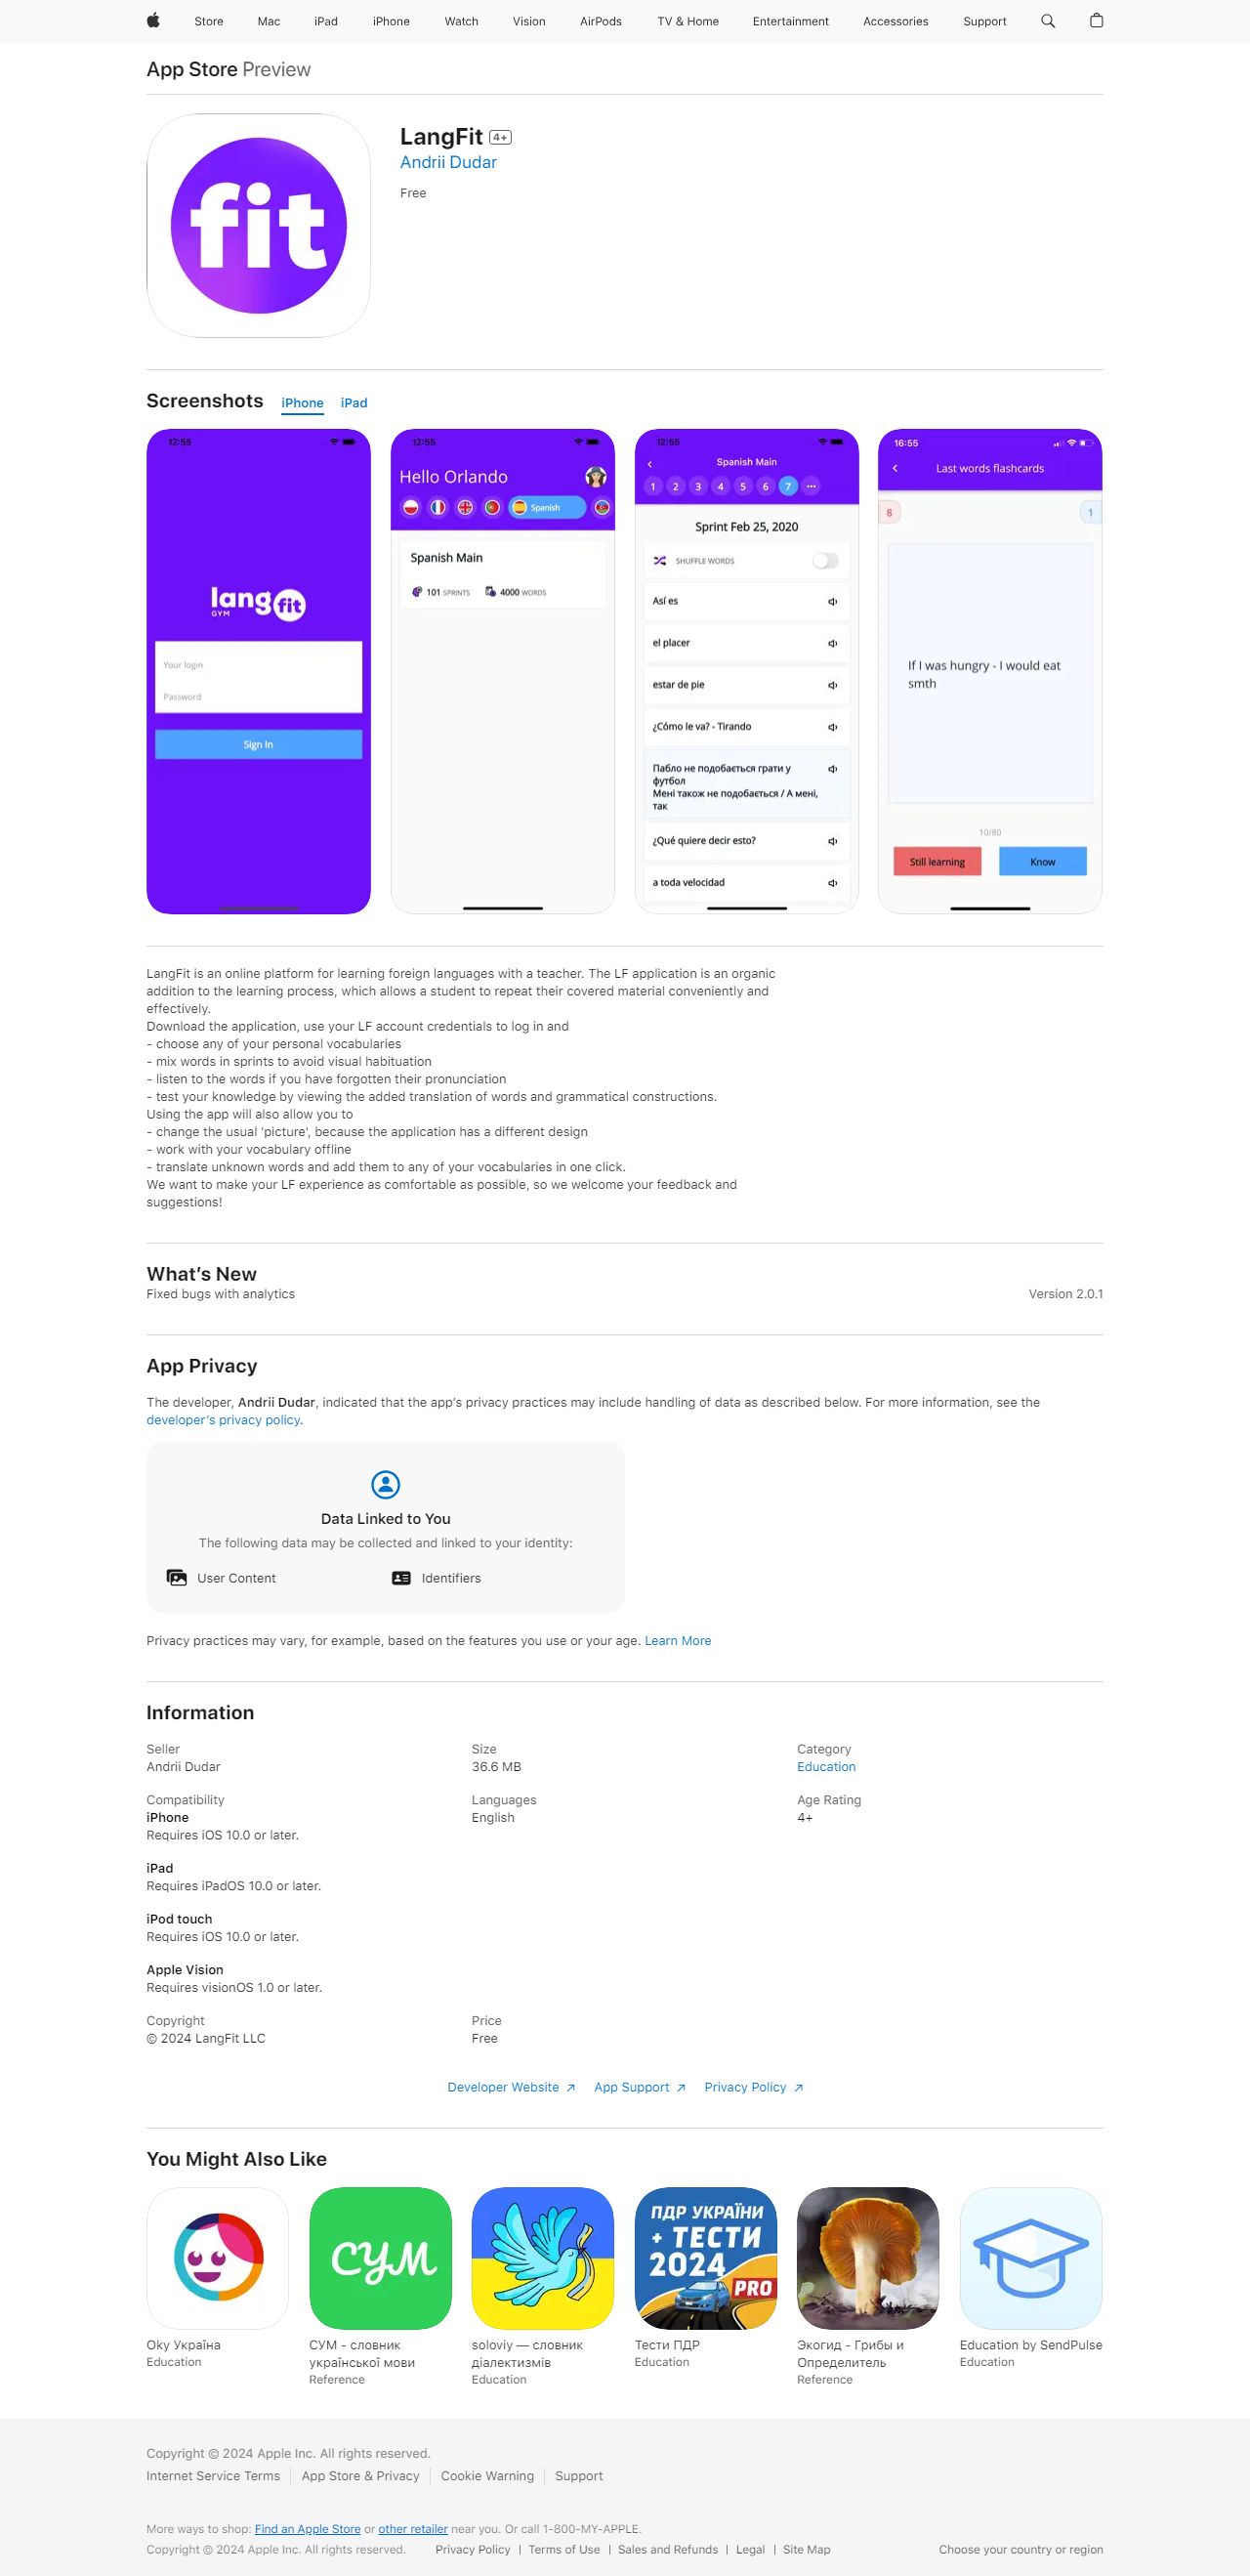 Store Mac iPad iPhone Watch Vision AirPods TV & Home Entertainment Accessories Support
App Store Preview
fit
LangFit 4+
Andrii Dudar
Free
Screenshots iPhone iPad
12:55
lang fit
GYM
Your login
Password
Sign In
12:55
Hello Orlando
Spanish
Spanish Main
101 SPRINTS 4000 WORDS
12:55
Spanish Main
1 2 3 4 5 6 7 ...
Sprint Feb 25, 2020
SHUFFLE WORDS
Así es
el placer
estar de pie
¿Cómo le va? - Tirando
Пабло не подобається грати у
футбол
Мені також не подобається / А мені,
так
¿Qué quiere decir esto?
a toda velocidad
16:55
Last words flashcards
8 1
If I was hungry - I would eat
smth
10/80
Still learning Know
LangFit is an online platform for learning foreign languages with a teacher. The LF application is an organic
addition to the learning process, which allows a student to repeat their covered material conveniently and
effectively.
Download the application, use your LF account credentials to log in and
- choose any of your personal vocabularies
- mix words in sprints to avoid visual habituation
- listen to the words if you have forgotten their pronunciation
- test your knowledge by viewing the added translation of words and grammatical constructions.
Using the app will also allow you to
- change the usual 'picture', because the application has a different design
- work with your vocabulary offline
- translate unknown words and add them to any of your vocabularies in one click.
We want to make your LF experience as comfortable as possible, so we welcome your feedback and
suggestions!
What's New
Fixed bugs with analytics Version 2.0.1
App Privacy
The developer, Andrii Dudar, indicated that the app's privacy practices may include handling of data as described below. For more information, see the
developer's privacy policy.
Data Linked to You
The following data may be collected and linked to your identity:
User Content Identifiers
Privacy practices may vary, for example, based on the features you use or your age. Learn More
Information
Seller
Andrii Dudar
Size
36.6 MB
Category
Education
Compatibility
iPhone
Requires iOS 10.0 or later.
iPad
Requires iPadOS 10.0 or later.
iPod touch
Requires iOS 10.0 or later.
Apple Vision
Requires visionOS 1.0 or later.
Languages
English
Age Rating
4+
Copyright
© 2024 LangFit LLC
Price
Free
Developer Website App Support Privacy Policy
You Might Also Like
Oky Україна
Education
СУМ
СУМ - словник
української мови
Reference
soloviy — словник
діалектизмів
Education
ПДР УКРАЇНИ
+ ТЕСТИ
2024
PRO
Тести ПДР
Education
Экогид - Грибы и
Определитель
Reference
Education by SendPulse
Education
Copyright © 2024 Apple Inc. All rights reserved.
Internet Service Terms App Store & Privacy Cookie Warning Support
More ways to shop: Find an Apple Store or other retailer near you. Or call 1-800-MY-APPLE.
Copyright © 2024 Apple Inc. All rights reserved. Privacy Policy Terms of Use Sales and Refunds Legal Site Map Choose your country or region